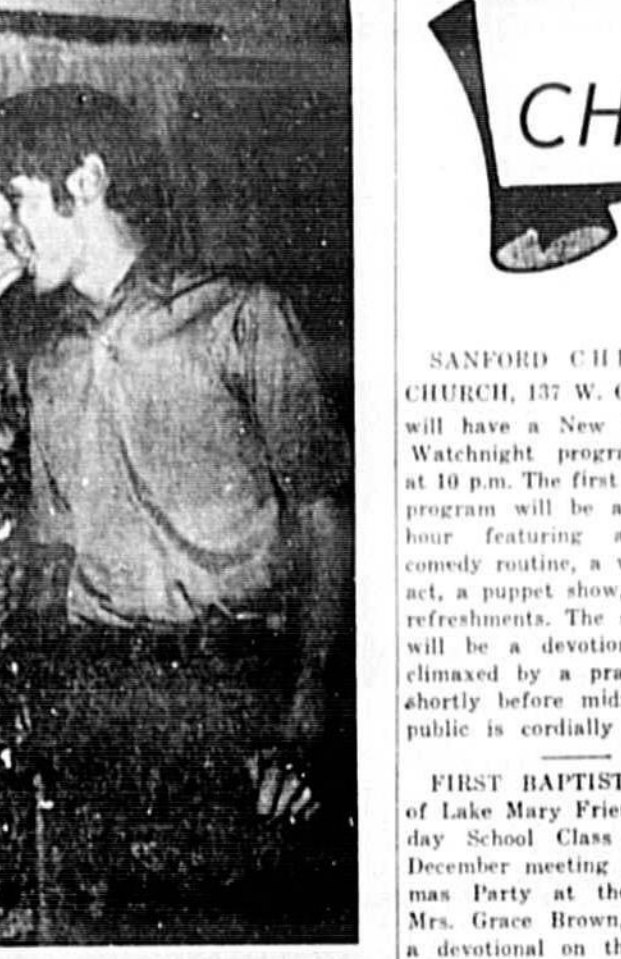 CH
SANFORD CHR
CHURCH, 137 W.
will have a New
Watchnight progra
at 10 p.m. The first
program will be a
hour featuring a
comedy routine, a v
act, a puppet show,
refreshments. The
will be a devotion
climaxed by a pra
shortly before mid
public is cordially
FIRST BAPTIST
of Lake Mary Frie
day School Class
December meeting
mas Party at the
Mrs. Grace Brown,
a devotional on th